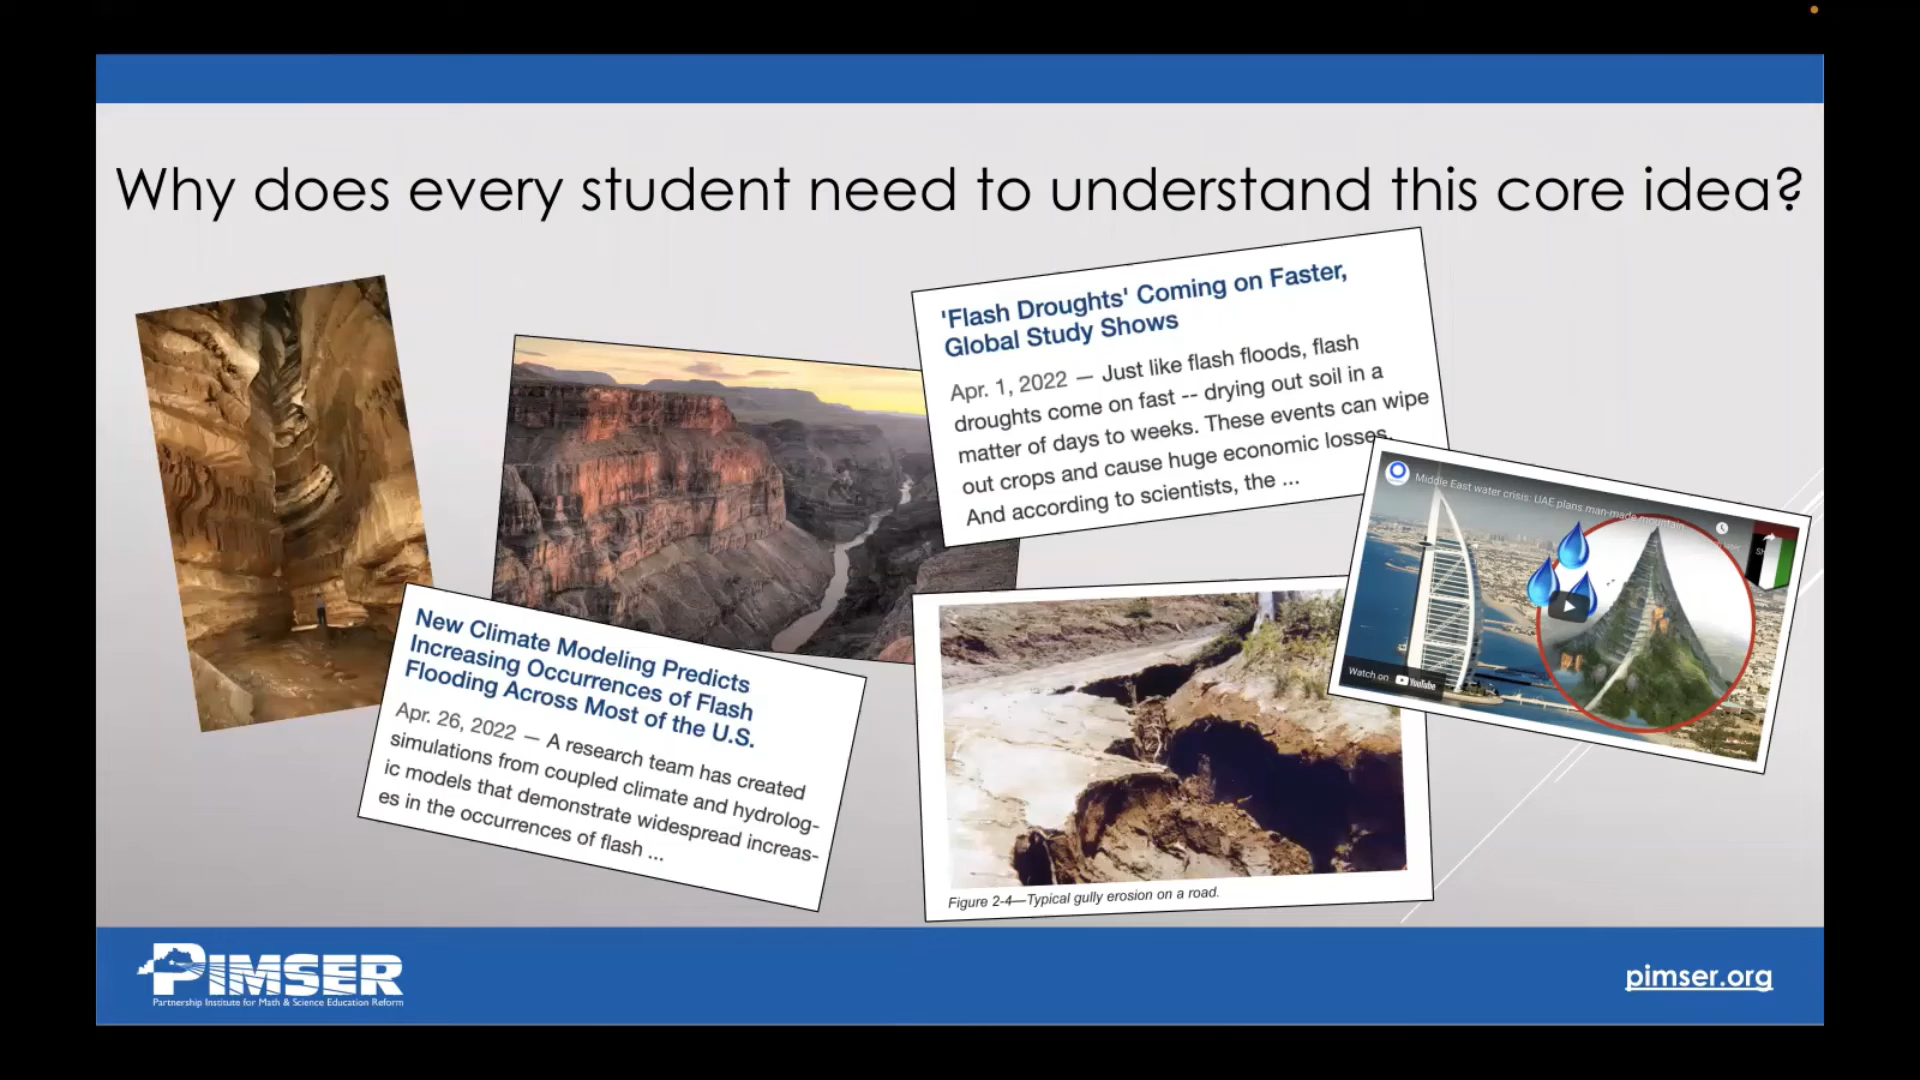 Why does every student need to understand this core idea?
'Flash Droughts' Coming on Faster,
Global Study Shows
Apr. 1, 2022 — Just like flash floods, flash
droughts come on fast -- drying out soil in a
matter of days to weeks. These events can wipe
out crops and cause huge economic losses.
And according to scientists, the ...
Middle East water crisis: UAE plans man-made mountain
Sh
Watch on YouTube
New Climate Modeling Predicts
Increasing Occurrences of Flash
Flooding Across Most of the U.S.
Apr. 26, 2022 — A research team has created
simulations from coupled climate and hydrolog-
ic models that demonstrate widespread increas-
es in the occurrences of flash ...
Figure 2-4—Typical gully erosion on a road.
PIMSER
Partnership Institute for Math & Science Education Reform
pimser.org